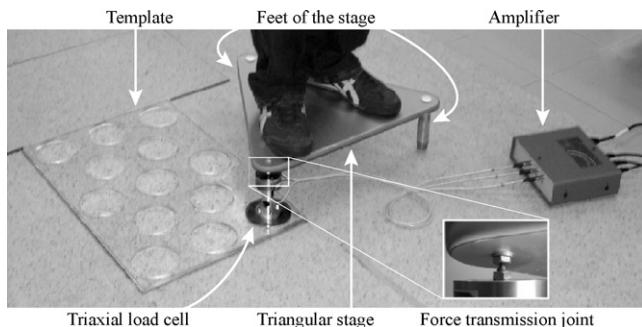 Template
Feet of the stage
Amplifier
Triaxial load cell
Triangular stage
Force transmission joint